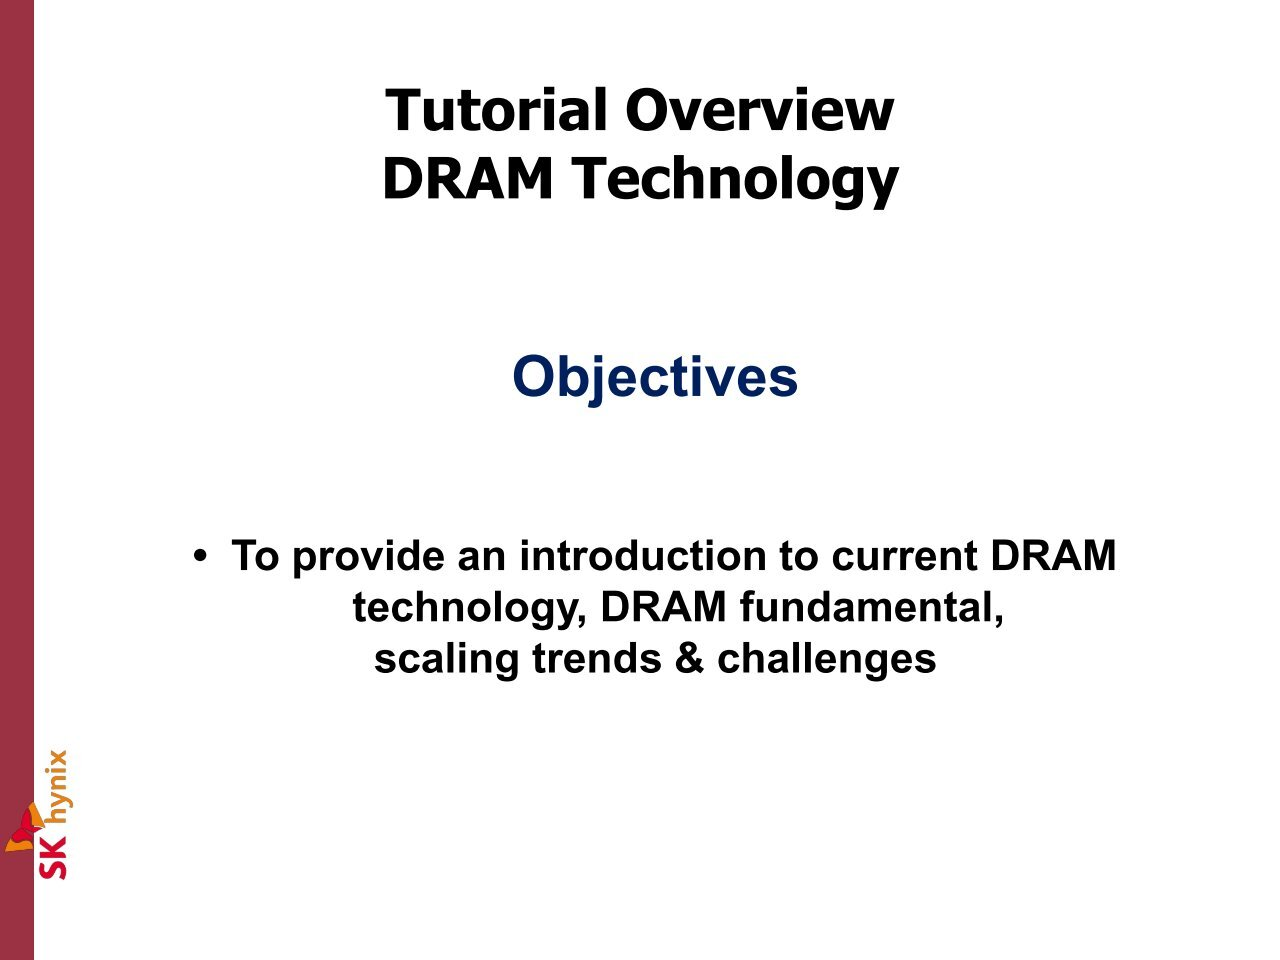 Tutorial Overview
DRAM Technology
Objectives
• To provide an introduction to current DRAM
technology, DRAM fundamental,
scaling trends & challenges
SK hynix